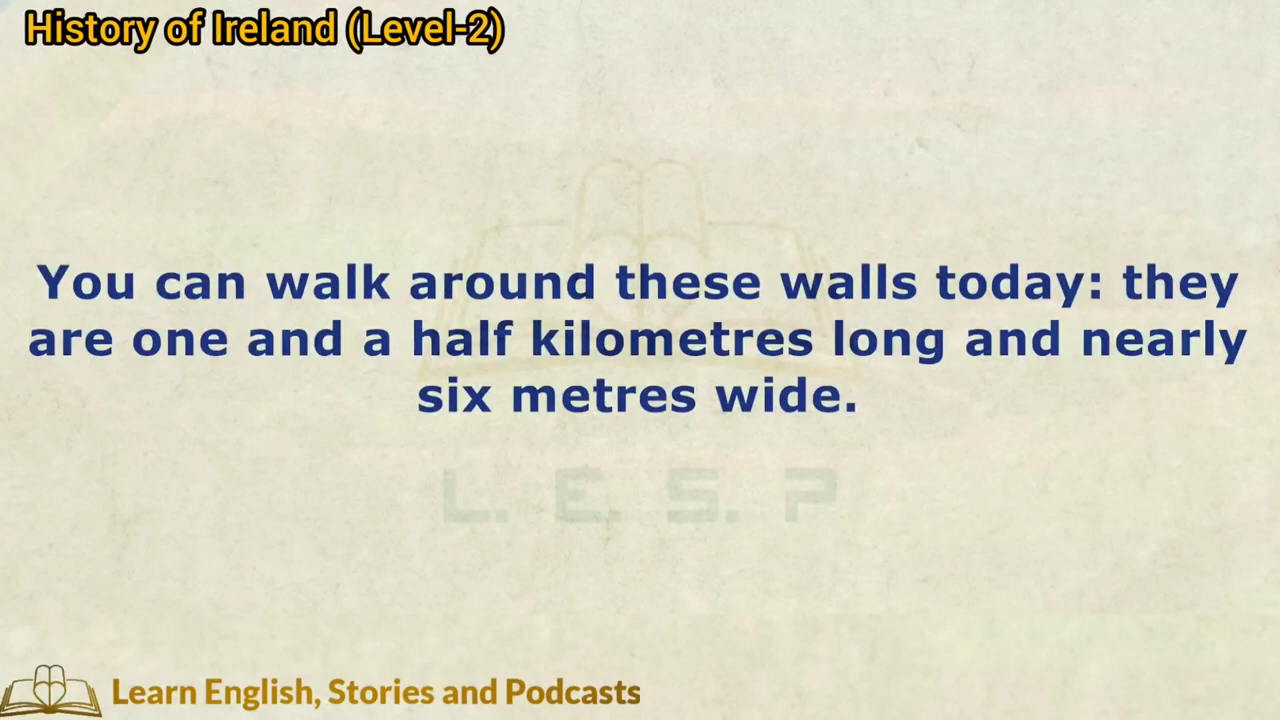 History of Ireland (Level-2)
You can walk around these walls today: they
are one and a half kilometres long and nearly
six metres wide.
L. E. S. P
Learn English, Stories and Podcasts